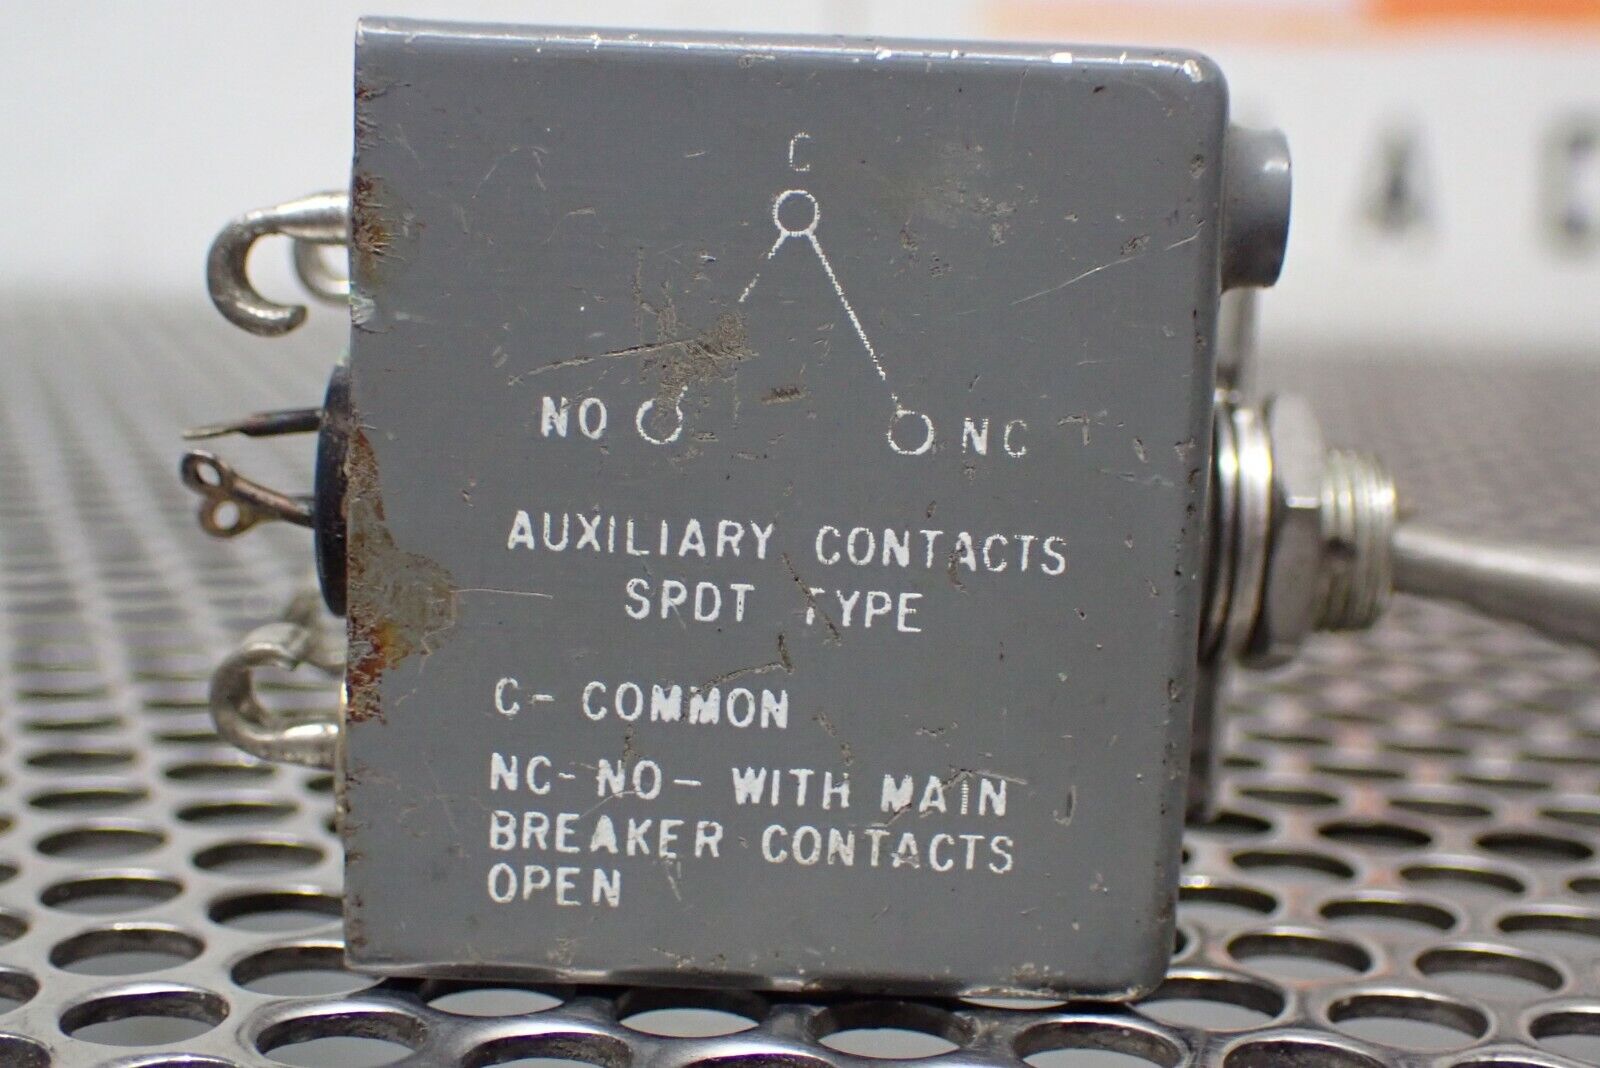 C
NO NC
AUXILIARY CONTACTS
SPDT TYPE
C- COMMON
NC-NO- WITH MAIN
BREAKER CONTACTS
OPEN